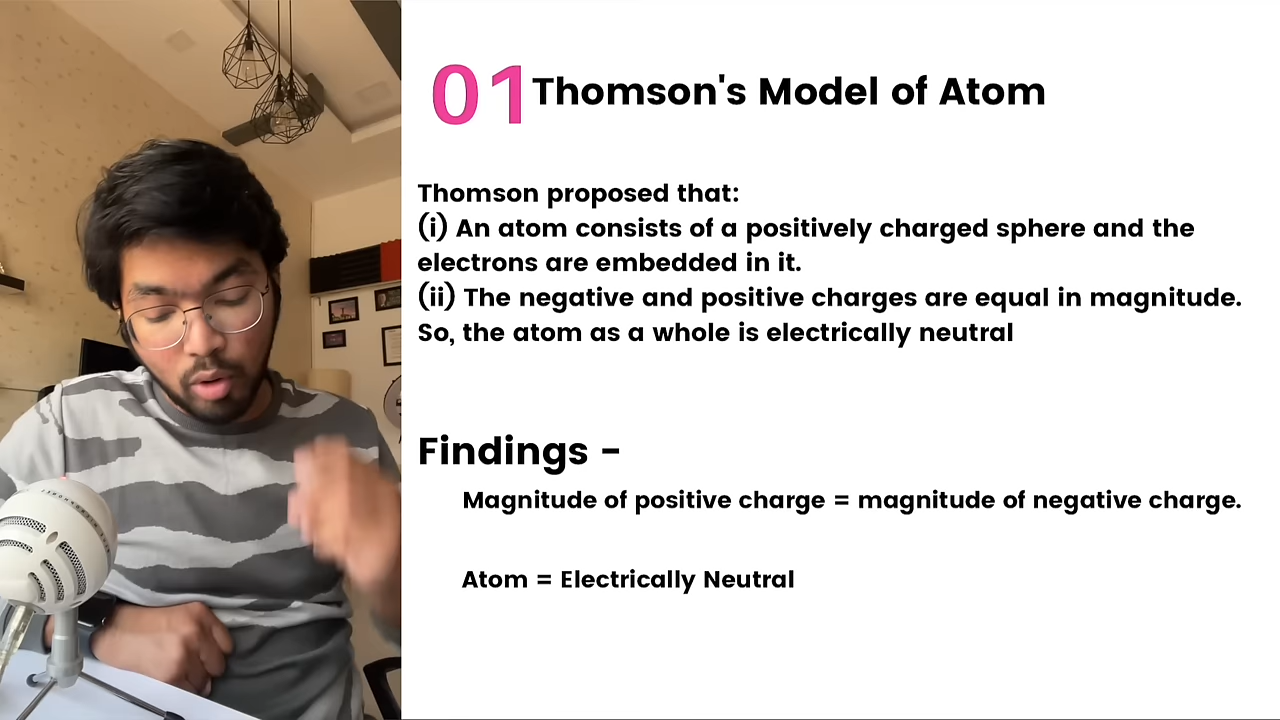 01 Thomson's Model of Atom
Thomson proposed that:
(i) An atom consists of a positively charged sphere and the
electrons are embedded in it.
(ii) The negative and positive charges are equal in magnitude.
So, the atom as a whole is electrically neutral
Findings -
Magnitude of positive charge = magnitude of negative charge.
Atom = Electrically Neutral